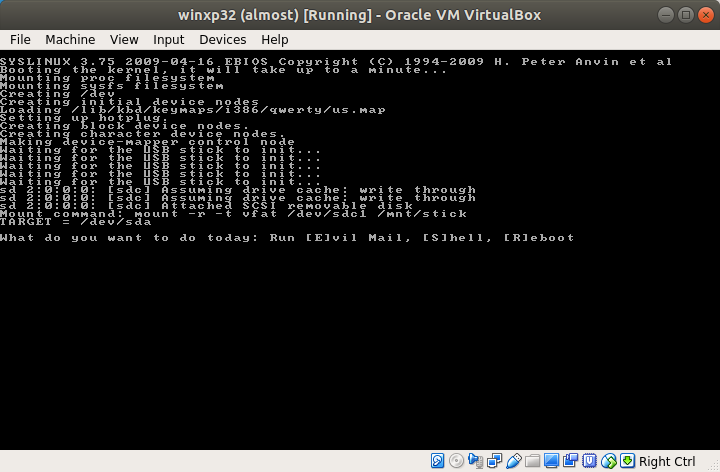 winxp32 (almost) [Running] - Oracle VM VirtualBox
File Machine View Input Devices Help
SYSLINUX 3.75 2009-04-16 EBIOS Copyright (C) 1994-2009 H. Peter Anvin et al
Booting the kernel, it will take up to a minute...
Mounting proc filesystem
Mounting sysfs filesystem
Creating /dev
Creating initial device nodes
Loading /lib/kbd/keymaps/i386/qwerty/us.map
Setting up hotplug.
Creating block device nodes.
Creating character device nodes.
Making device-mapper control node
Waiting for the USB stick to init...
Waiting for the USB stick to init...
Waiting for the USB stick to init...
Waiting for the USB stick to init...
Waiting for the USB stick to init...
sd 2:0:0:0: [sdc] Assuming drive cache: write through
sd 2:0:0:0: [sdc] Assuming drive cache: write through
sd 2:0:0:0: [sdc] Attached SCSI removable disk
Mount command: mount -r -t vfat /dev/sdc1 /mnt/stick
TARGET = /dev/sda
What do you want to do today: Run [E]vil Mail, [S]hell, [R]eboot
Right Ctrl